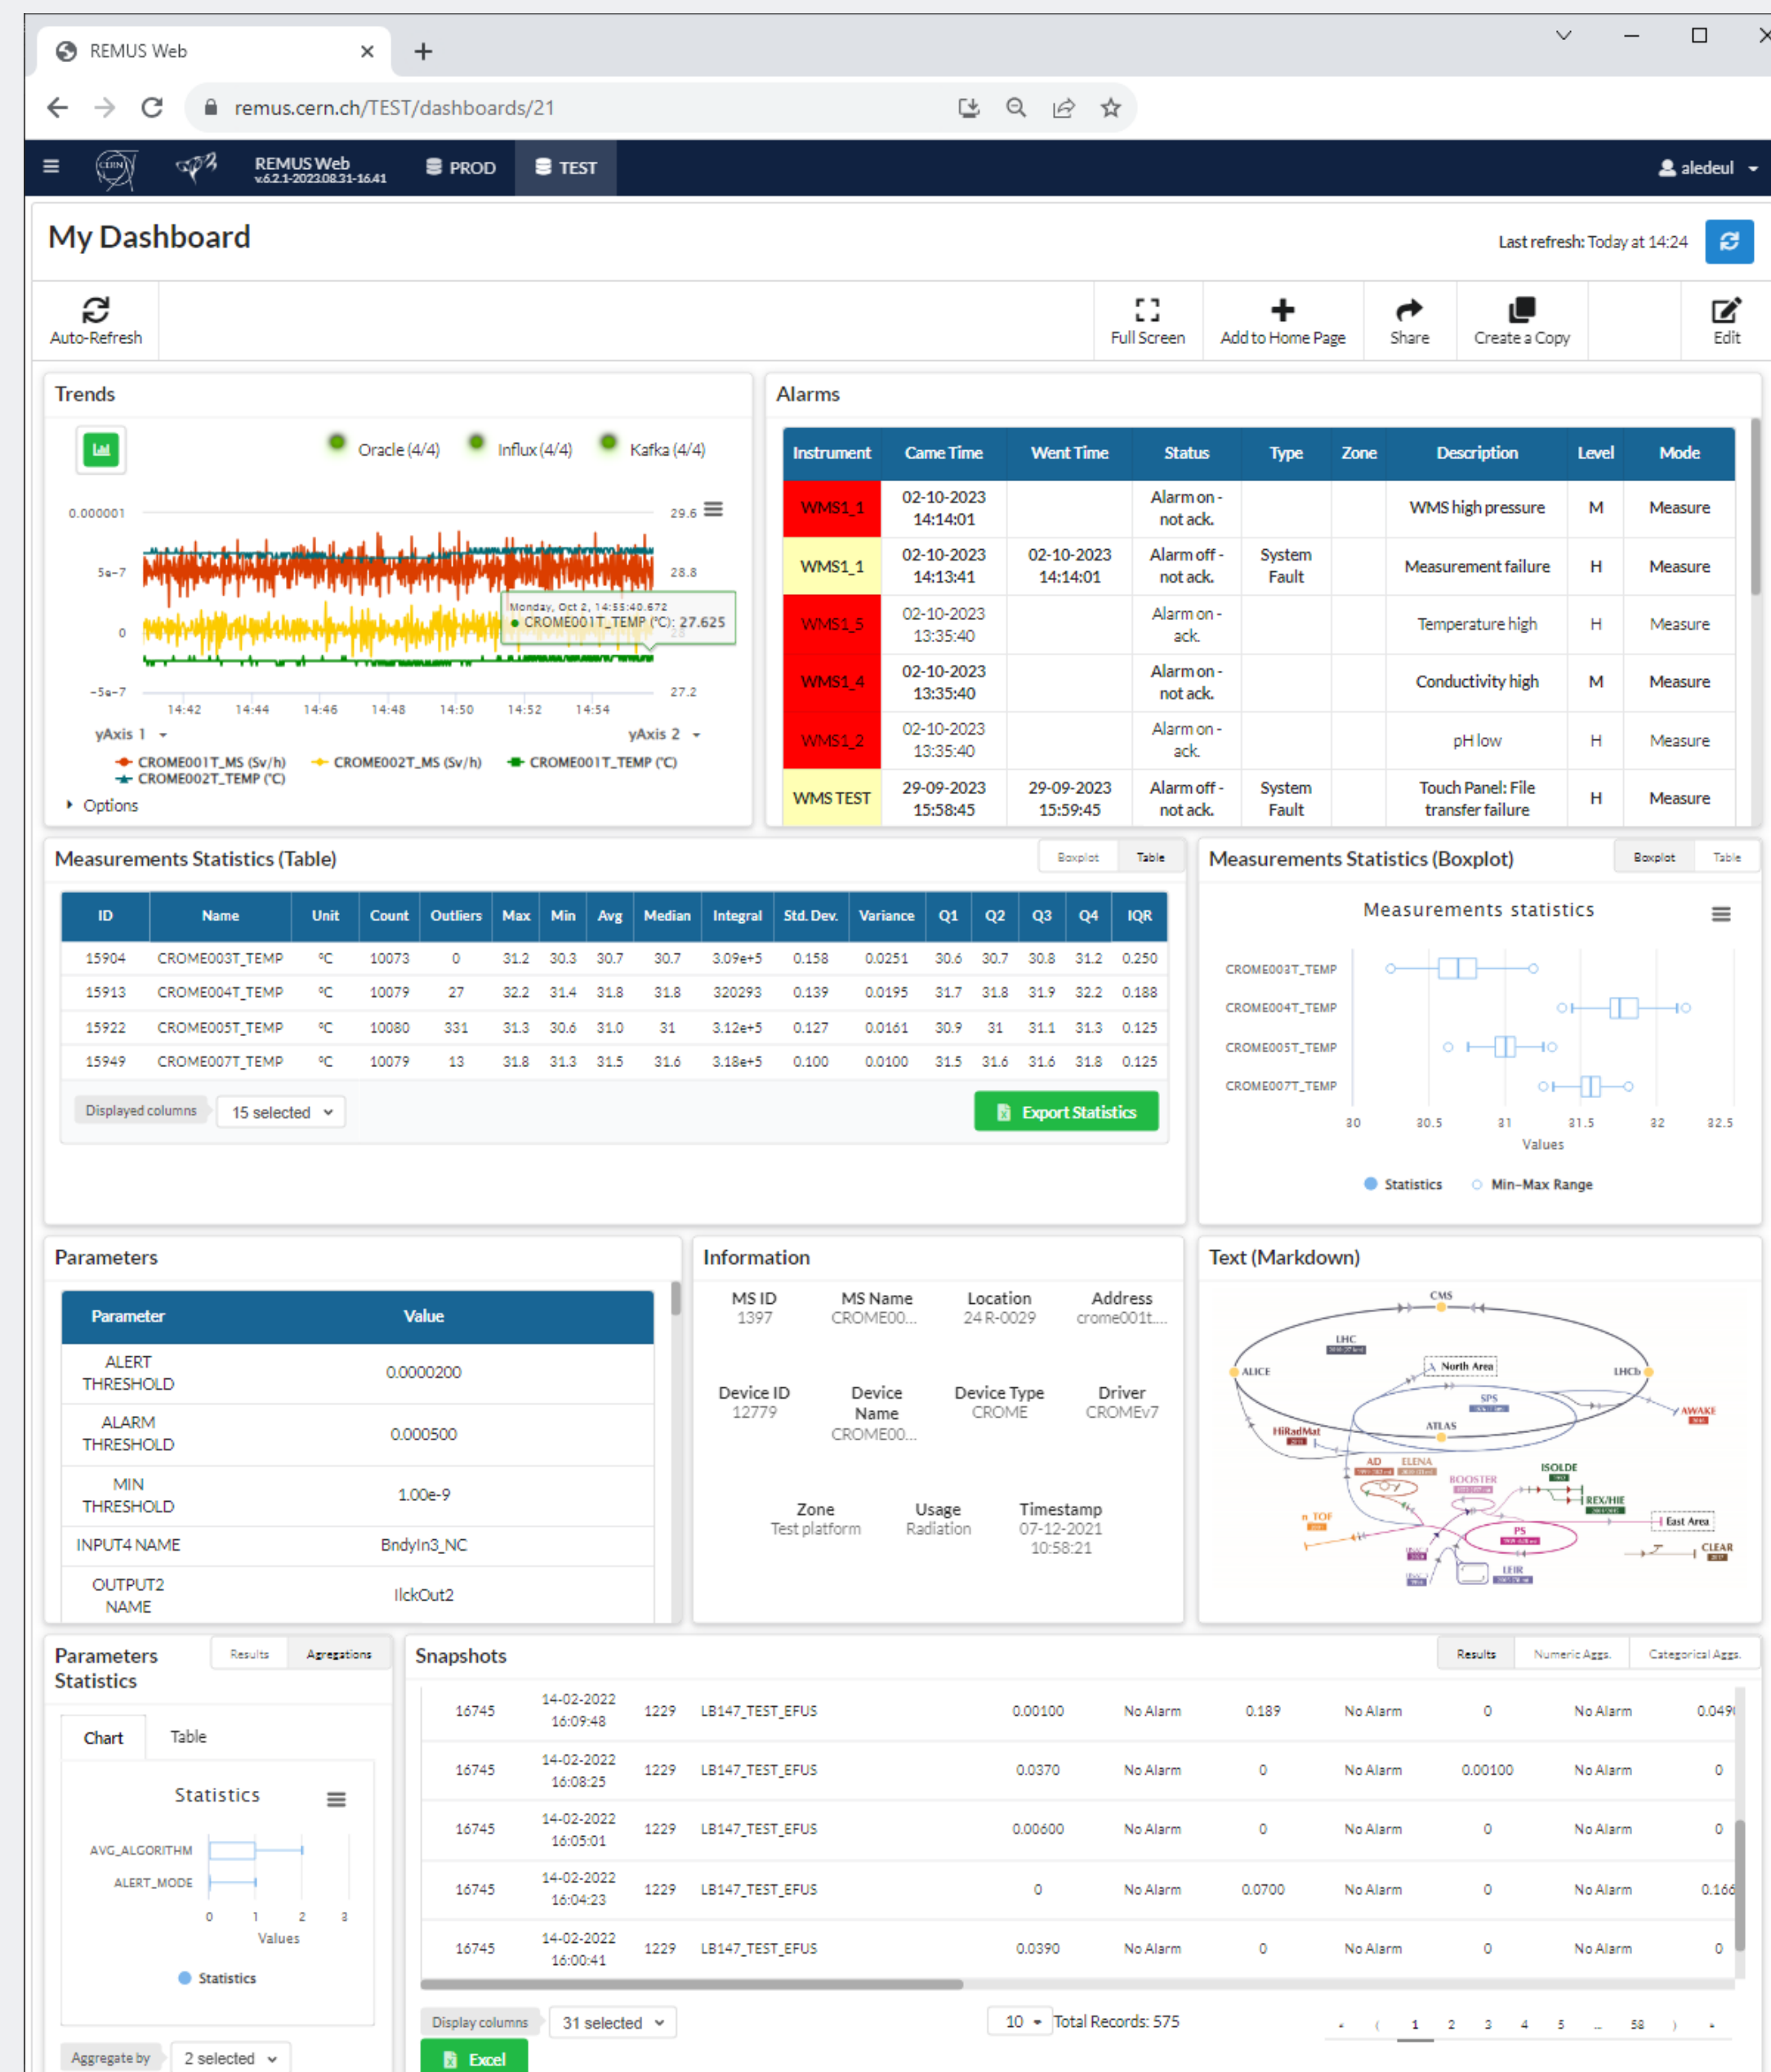 REMUS Web
remus.cern.ch/TEST/dashboards/21
CERN
REMUS Web
v.6.2.1-2023.08.31-16.41
PROD
TEST
aledeul
My Dashboard
Last refresh: Today at 14:24
Auto-Refresh
Full Screen
Add to Home Page
Share
Create a Copy
Edit
Trends
Oracle (4/4) Influx (4/4) Kafka (4/4)
0.000001 29.6
5e-7 28.8
Monday, Oct 2, 14:55:40.672
CROME001T_TEMP (°C): 27.625
0 28
-5e-7 27.2
14:42 14:44 14:46 14:48 14:50 14:52 14:54
yAxis 1 yAxis 2
CROME001T_MS (Sv/h) CROME002T_MS (Sv/h) CROME001T_TEMP (°C)
CROME002T_TEMP (°C)
Options
Alarms
Instrument Came Time Went Time Status Type Zone Description Level Mode
WMS1_1 02-10-2023 14:14:01 Alarm on - not ack. WMS high pressure M Measure
WMS1_1 02-10-2023 14:13:41 02-10-2023 14:14:01 Alarm off - not ack. System Fault Measurement failure H Measure
WMS1_5 02-10-2023 13:35:40 Alarm on - ack. Temperature high H Measure
WMS1_4 02-10-2023 13:35:40 Alarm on - not ack. Conductivity high M Measure
WMS1_2 02-10-2023 13:35:40 Alarm on - ack. pH low H Measure
WMS TEST 29-09-2023 15:58:45 29-09-2023 15:59:45 Alarm off - not ack. System Fault Touch Panel: File transfer failure H Measure
Measurements Statistics (Table)
Boxplot Table
ID Name Unit Count Outliers Max Min Avg Median Integral Std. Dev. Variance Q1 Q2 Q3 Q4 IQR
15904 CROME003T_TEMP °C 10073 0 31.2 30.3 30.7 30.7 3.09e+5 0.158 0.0251 30.6 30.7 30.8 31.2 0.250
15913 CROME004T_TEMP °C 10079 27 32.2 31.4 31.8 31.8 320293 0.139 0.0195 31.7 31.8 31.9 32.2 0.188
15922 CROME005T_TEMP °C 10080 331 31.3 30.6 31.0 31 3.12e+5 0.127 0.0161 30.9 31 31.1 31.3 0.125
15949 CROME007T_TEMP °C 10079 13 31.8 31.3 31.5 31.6 3.18e+5 0.100 0.0100 31.5 31.6 31.6 31.8 0.125
Displayed columns 15 selected
Export Statistics
Measurements Statistics (Boxplot)
Boxplot Table
Measurements statistics
CROME003T_TEMP
CROME004T_TEMP
CROME005T_TEMP
CROME007T_TEMP
30 30.5 31 31.5 32 32.5
Values
Statistics Min-Max Range
Parameters
Parameter Value
ALERT THRESHOLD 0.0000200
ALARM THRESHOLD 0.000500
MIN THRESHOLD 1.00e-9
INPUT4 NAME BndyIn3_NC
OUTPUT2 NAME IlckOut2
Information
MS ID MS Name Location Address
1397 CROME00... 24 R-0029 crome001t....
Device ID Device Name Device Type Driver
12779 CROME00... CROME CROMEv7
Zone Usage Timestamp
Test platform Radiation 07-12-2021 10:58:21
Text (Markdown)
CMS
LHC
North Area
ALICE
LHCb
SPS
AWAKE
ATLAS
HiRadMat
AD ELENA
ISOLDE
BOOSTER
REX/HIE
n_TOF
East Area
PS
CLEAR
LEIR
Parameters Statistics
Results Agregations
Chart Table
Statistics
AVG_ALGORITHM
ALERT_MODE
0 1 2 3
Values
Statistics
Aggregate by 2 selected
Snapshots
Results Numeric Aggs. Categorical Aggs.
16745 14-02-2022 16:09:48 1229 LB147_TEST_EFUS 0.00100 No Alarm 0.189 No Alarm 0 No Alarm
16745 14-02-2022 16:08:25 1229 LB147_TEST_EFUS 0.0370 No Alarm 0 No Alarm 0.00100 No Alarm 0
16745 14-02-2022 16:05:01 1229 LB147_TEST_EFUS 0.00600 No Alarm 0 No Alarm 0 No Alarm 0
16745 14-02-2022 16:04:23 1229 LB147_TEST_EFUS 0 No Alarm 0.0700 No Alarm 0 No Alarm 0.166
16745 14-02-2022 16:00:41 1229 LB147_TEST_EFUS 0.0390 No Alarm 0 No Alarm 0 No Alarm 0
Display columns 31 selected
10 Total Records: 575
« ⟨ 1 2 3 4 5 ... 58 ⟩ »
Excel